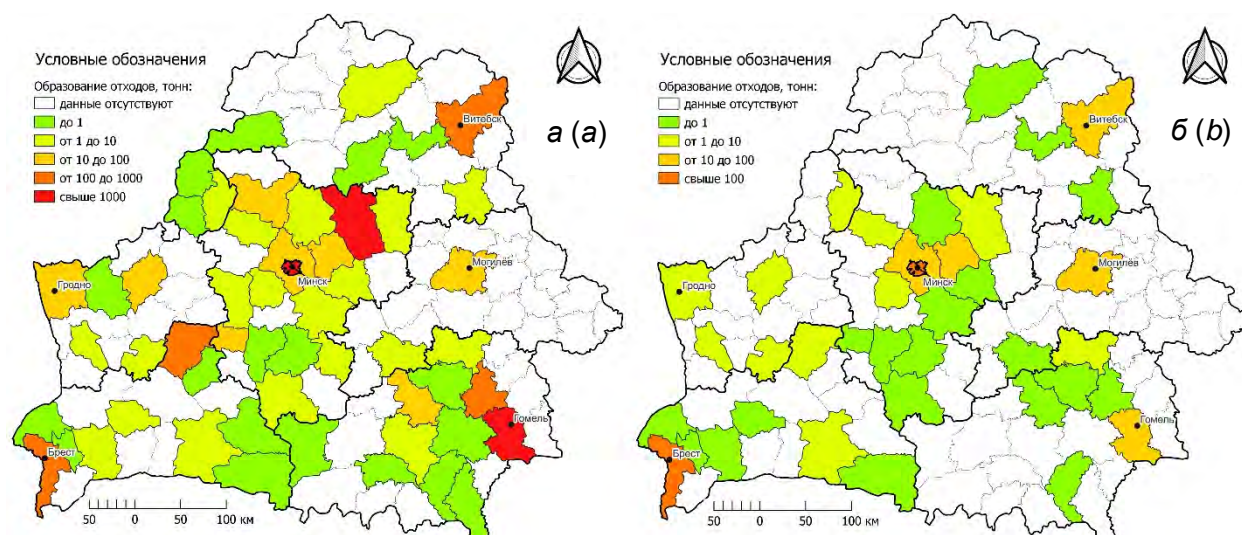 Условные обозначения
Образование отходов, тонн:
данные отсутствуют
до 1
от 1 до 10
от 10 до 100
от 100 до 1000
свыше 1000
Витебск
а (a)
Могилёв
Минск
Гродно
Гомель
Брест
50 0 50 100 км
Условные обозначения
Образование отходов, тонн:
данные отсутствуют
до 1
от 1 до 10
от 10 до 100
свыше 100
Витебск
б (b)
Могилёв
Минск
Гродно
Гомель
Брест
50 0 50 100 км